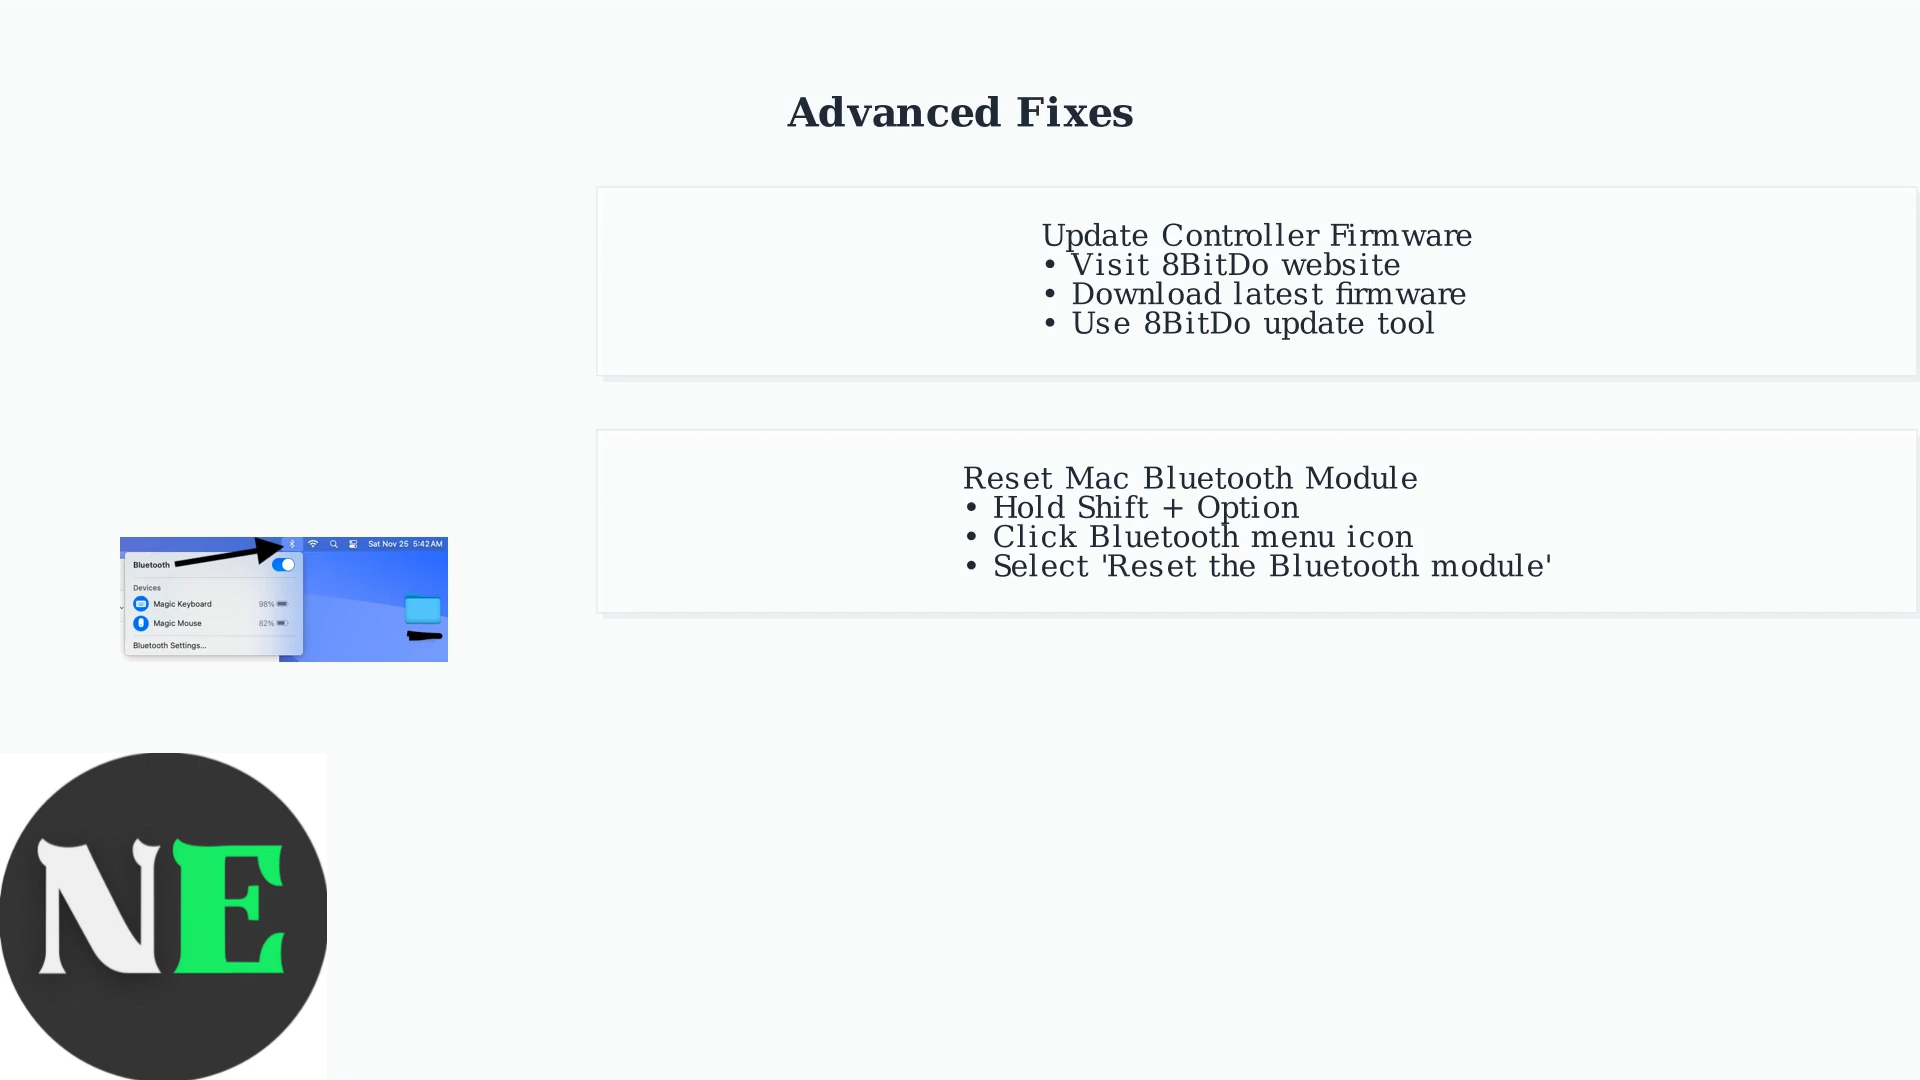 Advanced Fixes
Update Controller Firmware
• Visit 8BitDo website
• Download latest firmware
• Use 8BitDo update tool
Reset Mac Bluetooth Module
• Hold Shift + Option
• Click Bluetooth menu icon
• Select 'Reset the Bluetooth module'
Sat Nov 25 5:42 AM
Bluetooth
Devices
Magic Keyboard 98%
Magic Mouse 82%
Bluetooth Settings...
NE